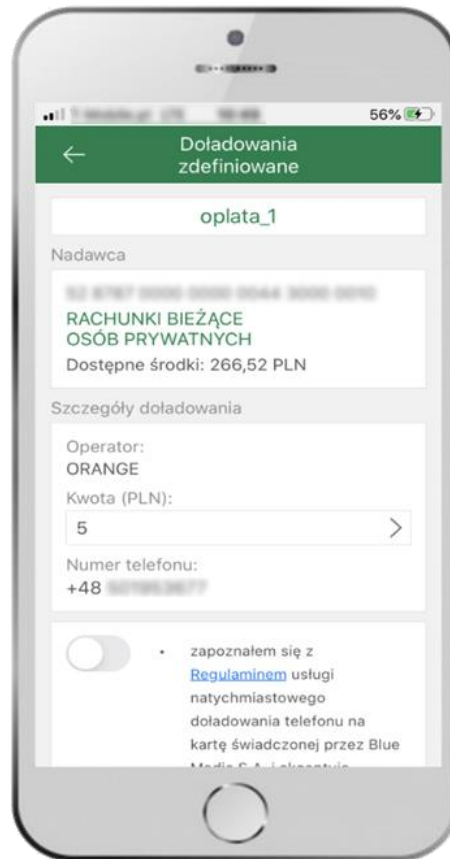 56%
Doładowania
zdefiniowane
oplata_1
Nadawca
RACHUNKI BIEŻĄCE
OSÓB PRYWATNYCH
Dostępne środki: 266,52 PLN
Szczegóły doładowania
Operator:
ORANGE
Kwota (PLN):
5
Numer telefonu:
+48
• zapoznałem się z
Regulaminem usługi
natychmiastowego
doładowania telefonu na
kartę świadczonej przez Blue